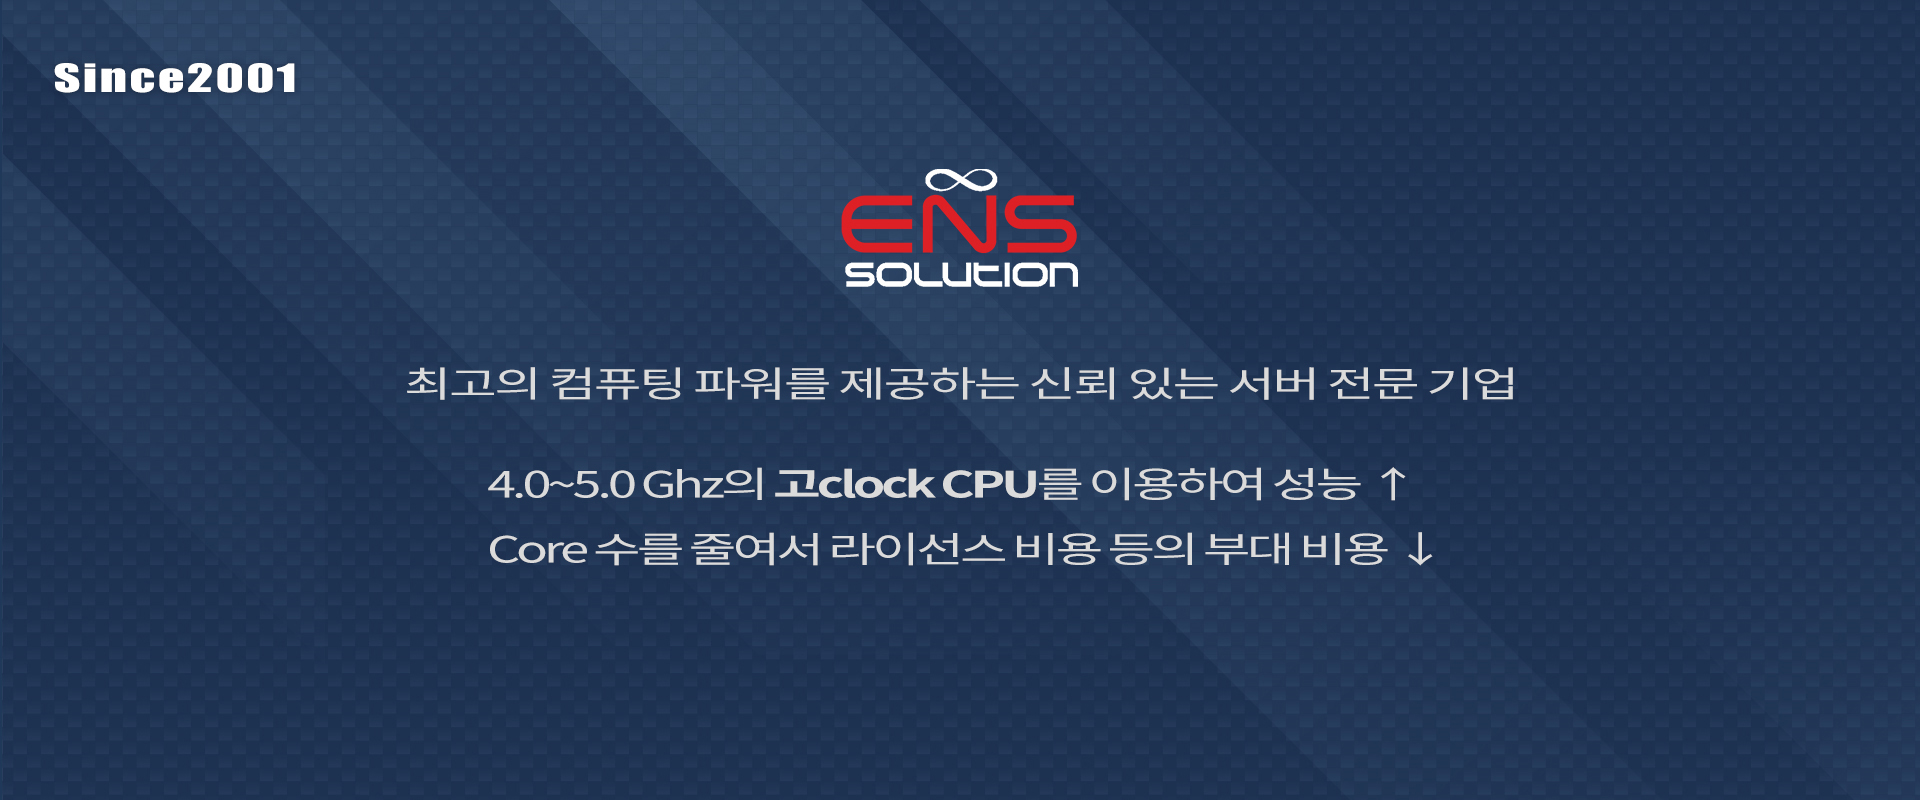 Since2001
ENS
SOLUTION
최고의 컴퓨팅 파워를 제공하는 신뢰 있는 서버 전문 기업
4.0~5.0 Ghz의 고clock CPU를 이용하여 성능 ↑
Core 수를 줄여서 라이선스 비용 등의 부대 비용 ↓